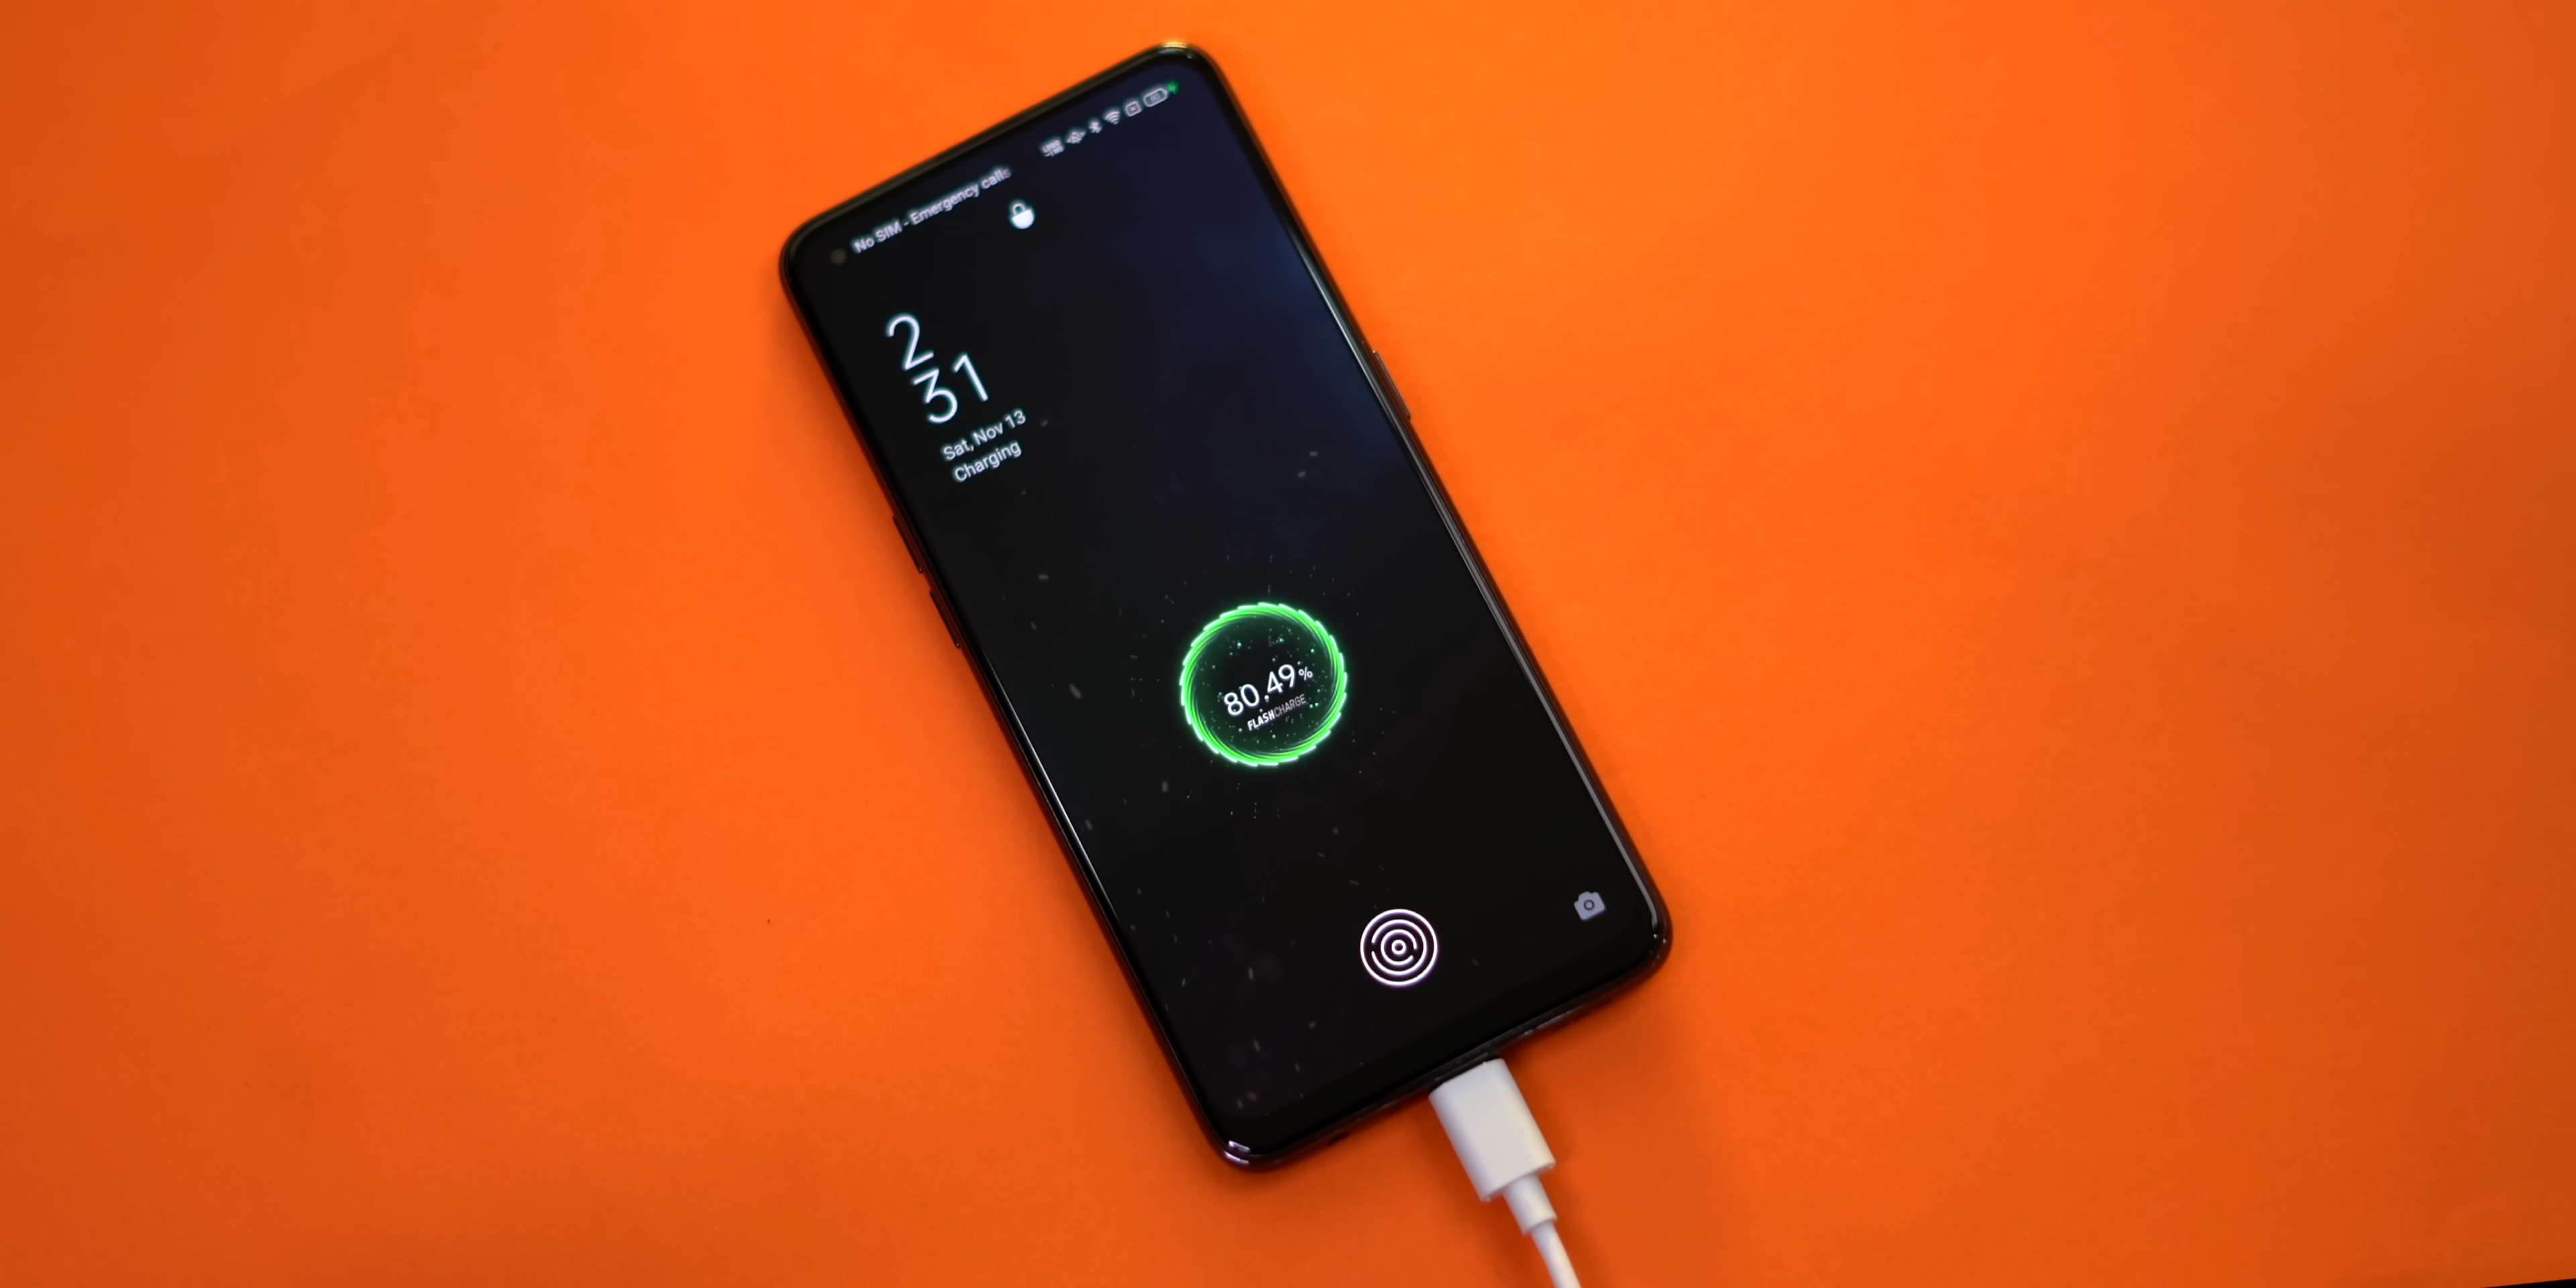 No SIM - Emergency calls
2
31
Sat, Nov 13
Charging
80.49%
FLASHCHARGE